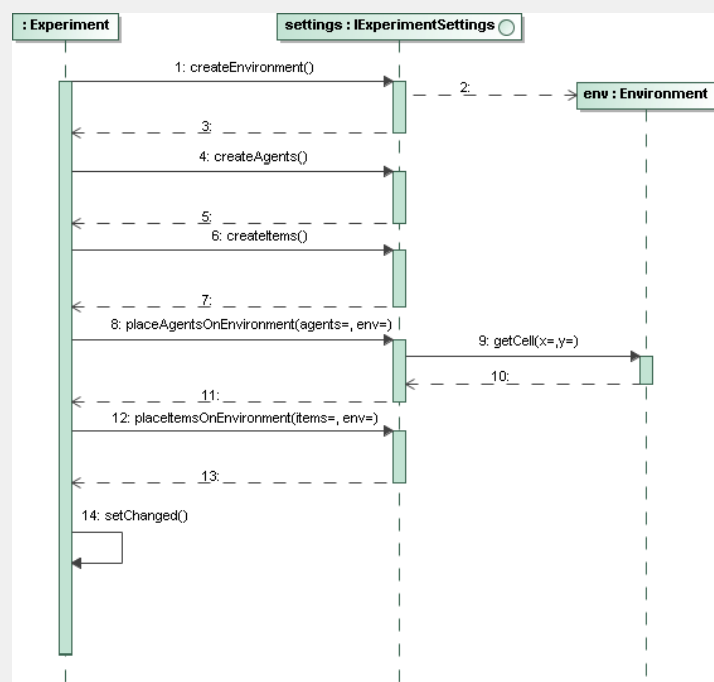 : Experiment
settings : IExperimentSettings
1: createEnvironment()
2:
env : Environment
3:
4: createAgents()
5:
6: createItems()
7:
8: placeAgentsOnEnvironment(agents=, env=)
9: getCell(x=,y=)
10:
11:
12: placeItemsOnEnvironment(items=, env=)
13:
14: setChanged()